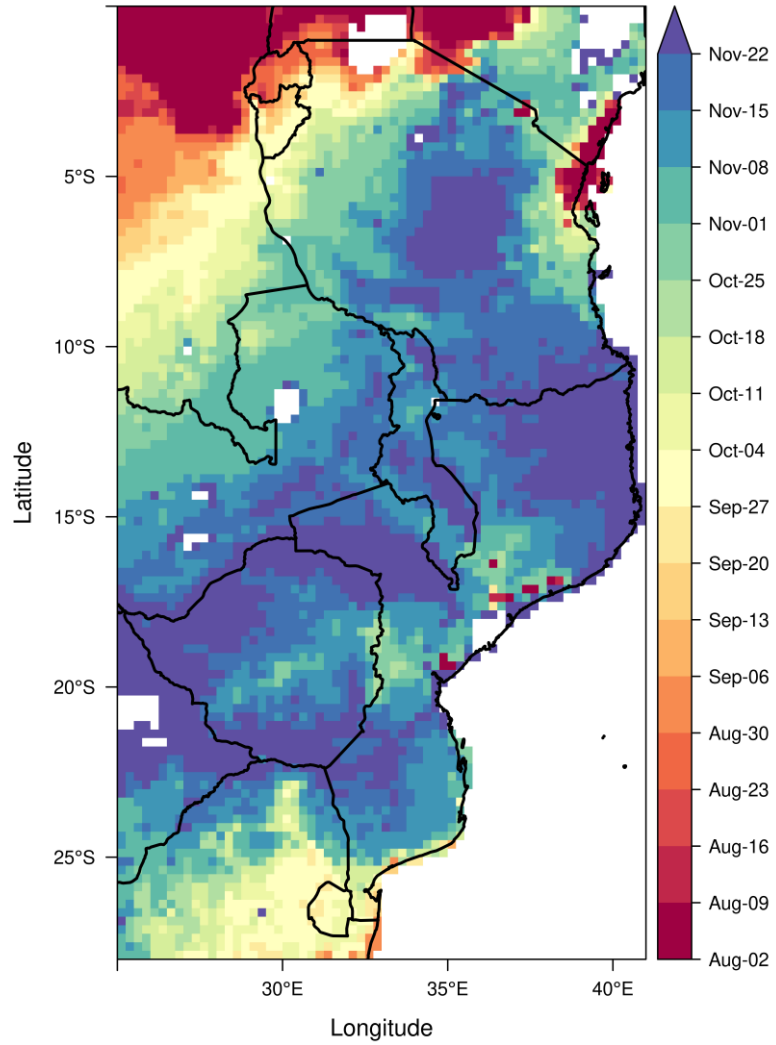 Latitude
5°S
10°S
15°S
20°S
25°S
30°E
35°E
40°E
Longitude
Nov-22
Nov-15
Nov-08
Nov-01
Oct-25
Oct-18
Oct-11
Oct-04
Sep-27
Sep-20
Sep-13
Sep-06
Aug-30
Aug-23
Aug-16
Aug-09
Aug-02